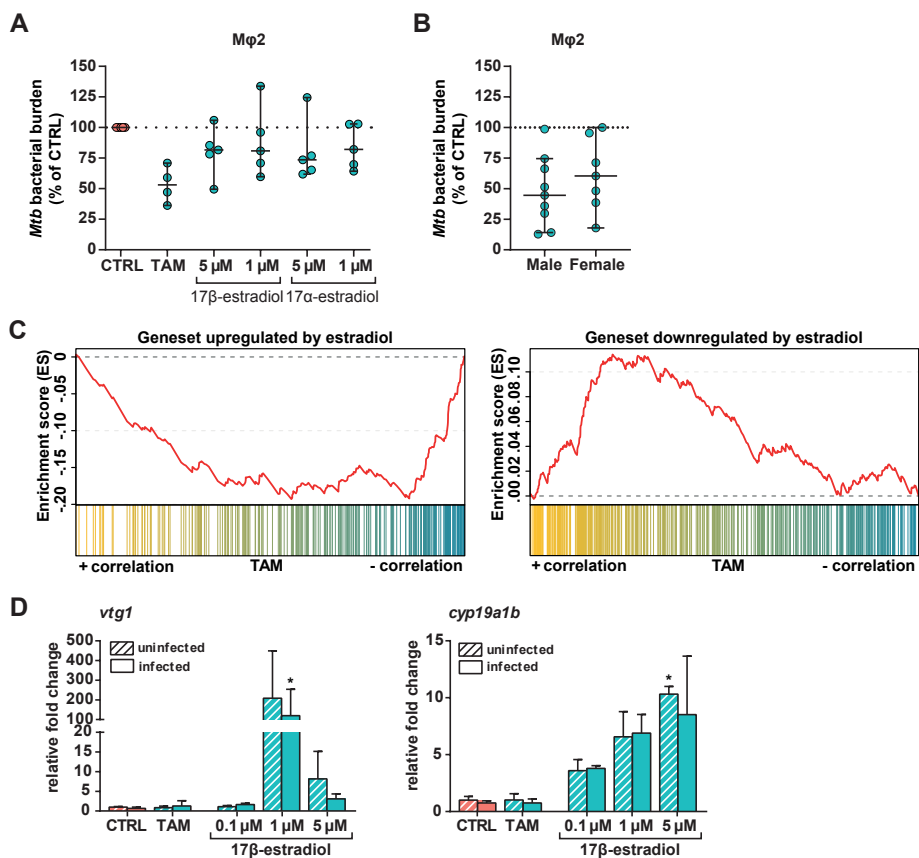 A
Mφ2
Mtb bacterial burden
(% of CTRL)
150
125
100
75
50
25
0
CTRL TAM 5 µM 1 µM 5 µM 1 µM
17β-estradiol 17α-estradiol
B
Mφ2
Mtb bacterial burden
(% of CTRL)
150
125
100
75
50
25
0
Male Female
C
Geneset upregulated by estradiol
Enrichment score (ES)
0
-.05
-.10
-.15
-.20
+ correlation TAM - correlation
Geneset downregulated by estradiol
Enrichment score (ES)
.00.02.04.06.08.10
+ correlation TAM - correlation
D
vtg1
uninfected
infected
relative fold change
500
400
300
200
100
20
15
10
5
0
*
CTRL TAM 0.1 µM 1 µM 5 µM
17β-estradiol
cyp19a1b
uninfected
infected
relative fold change
15
10
5
0
*
CTRL TAM 0.1 µM 1 µM 5 µM
17β-estradiol